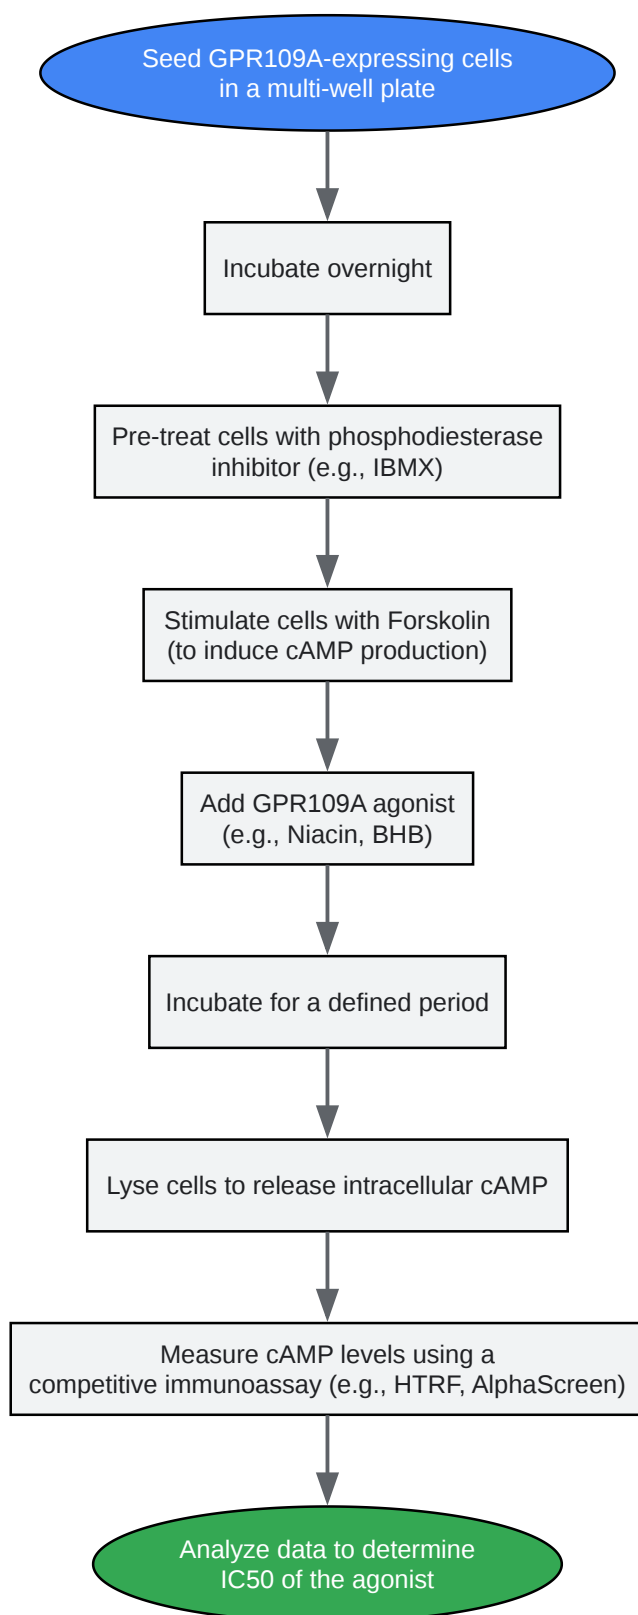 Seed GPR109A-expressing cells
in a multi-well plate
Incubate overnight
Pre-treat cells with phosphodiesterase
inhibitor (e.g., IBMX)
Stimulate cells with Forskolin
(to induce cAMP production)
Add GPR109A agonist
(e.g., Niacin, BHB)
Incubate for a defined period
Lyse cells to release intracellular cAMP
Measure cAMP levels using a
competitive immunoassay (e.g., HTRF, AlphaScreen)
Analyze data to determine
IC50 of the agonist